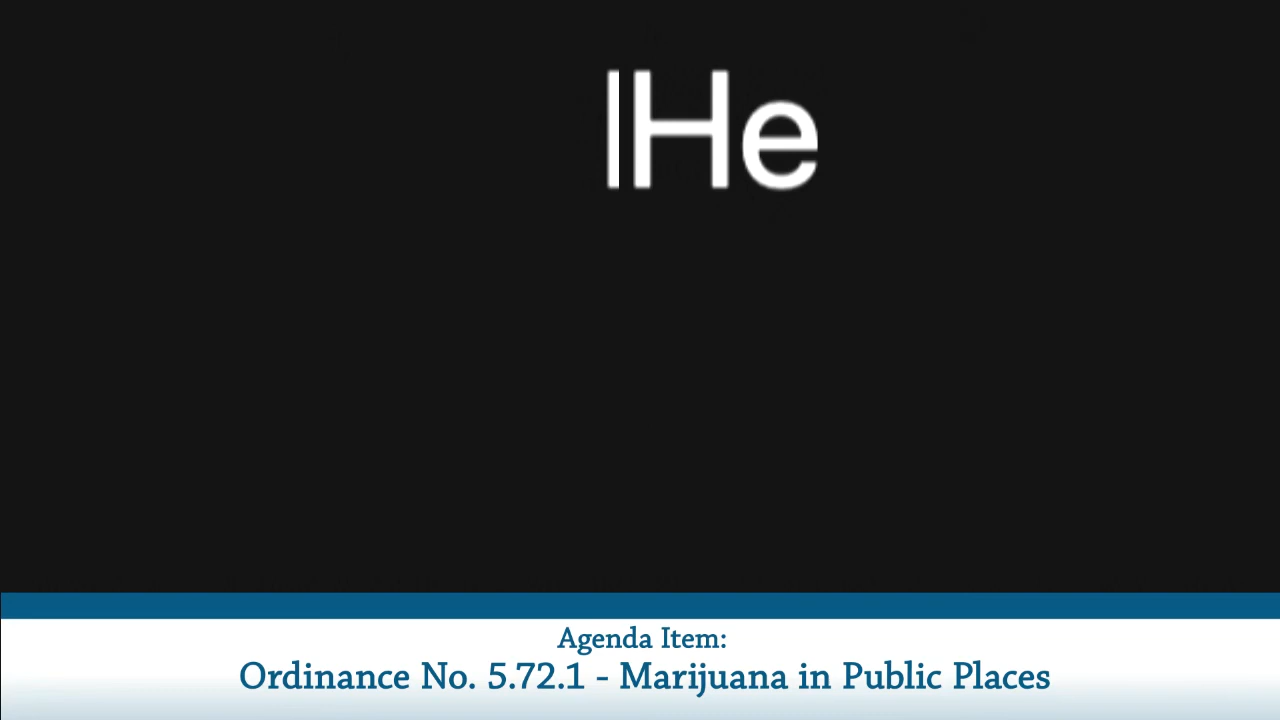 lHe
Agenda Item:
Ordinance No. 5.72.1 - Marijuana in Public Places